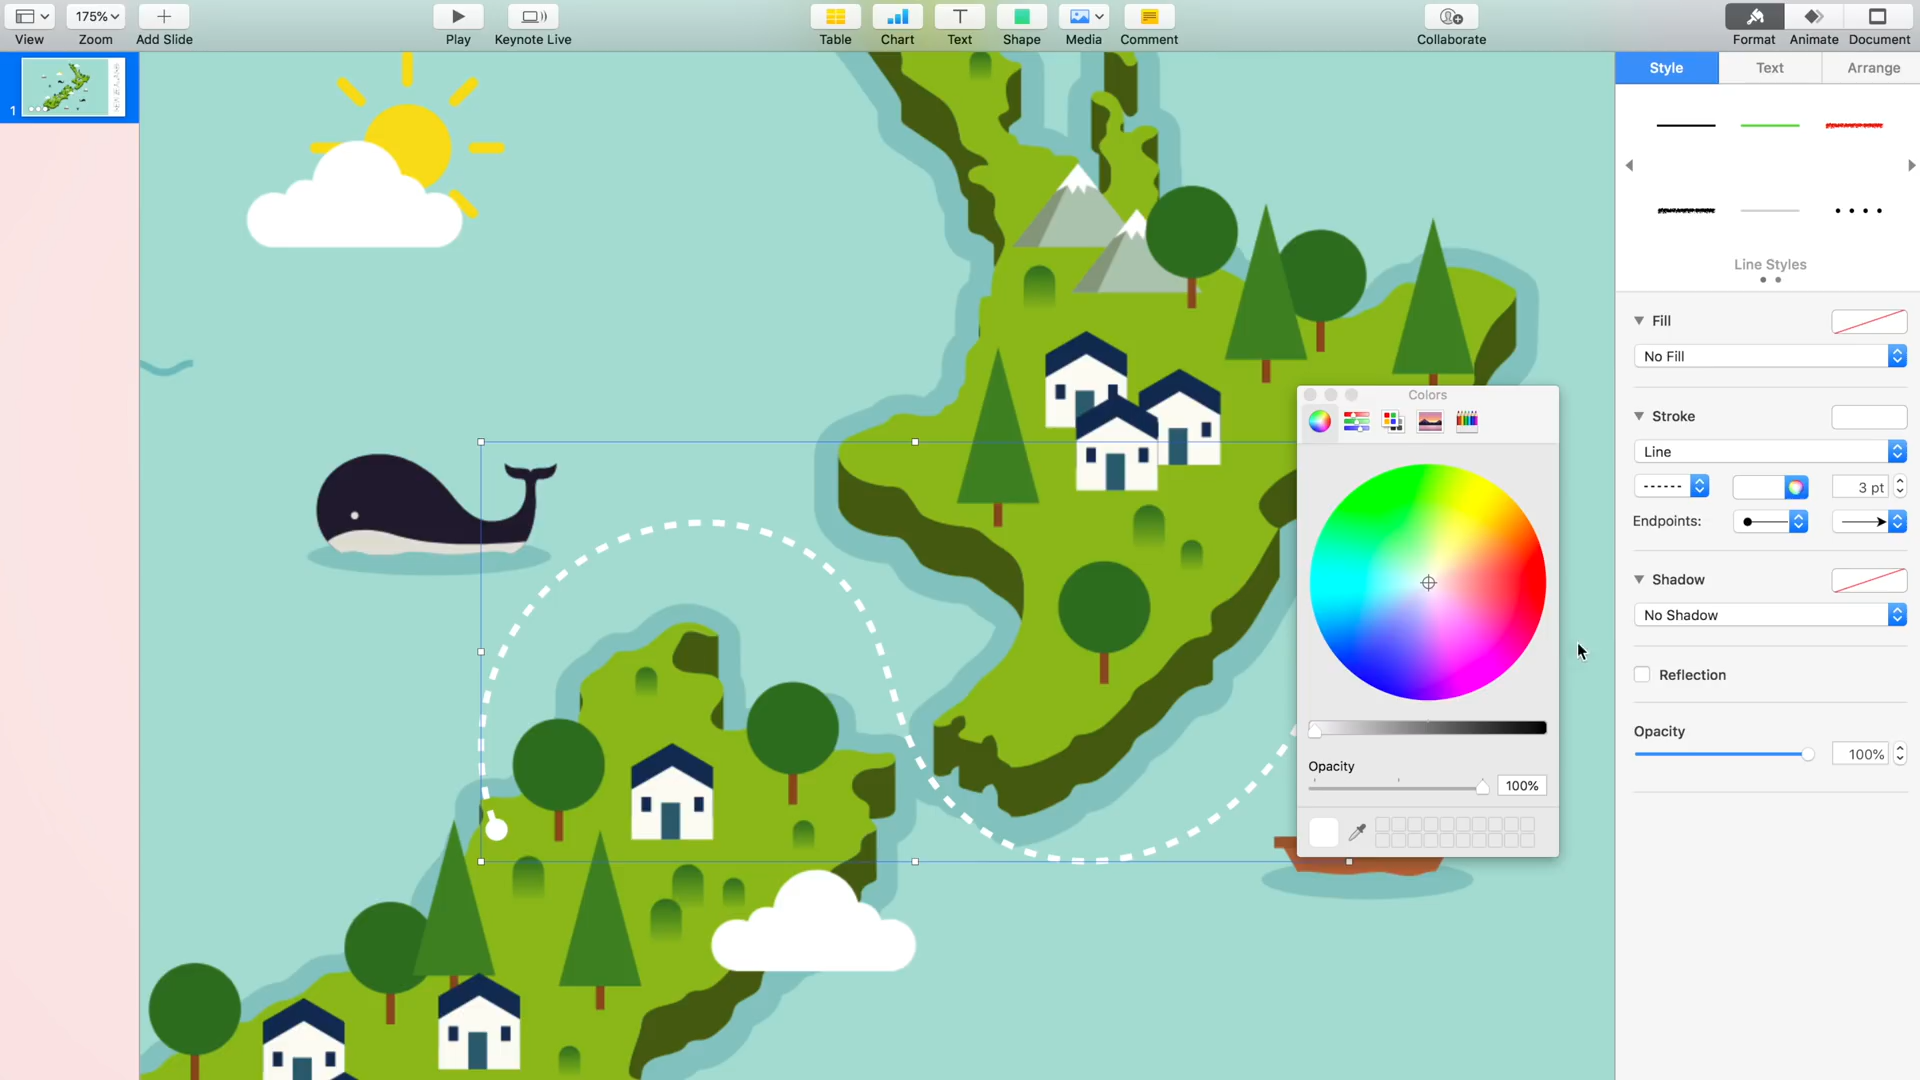 175%
View
Zoom
Add Slide
Play
Keynote Live
Table
Chart
Text
Shape
Media
Comment
Collaborate
Format
Animate
Document
1
Style
Text
Arrange
Line Styles
Fill
No Fill
Stroke
Line
3 pt
Endpoints:
Shadow
No Shadow
Reflection
Opacity
100%
Colors
Opacity
100%